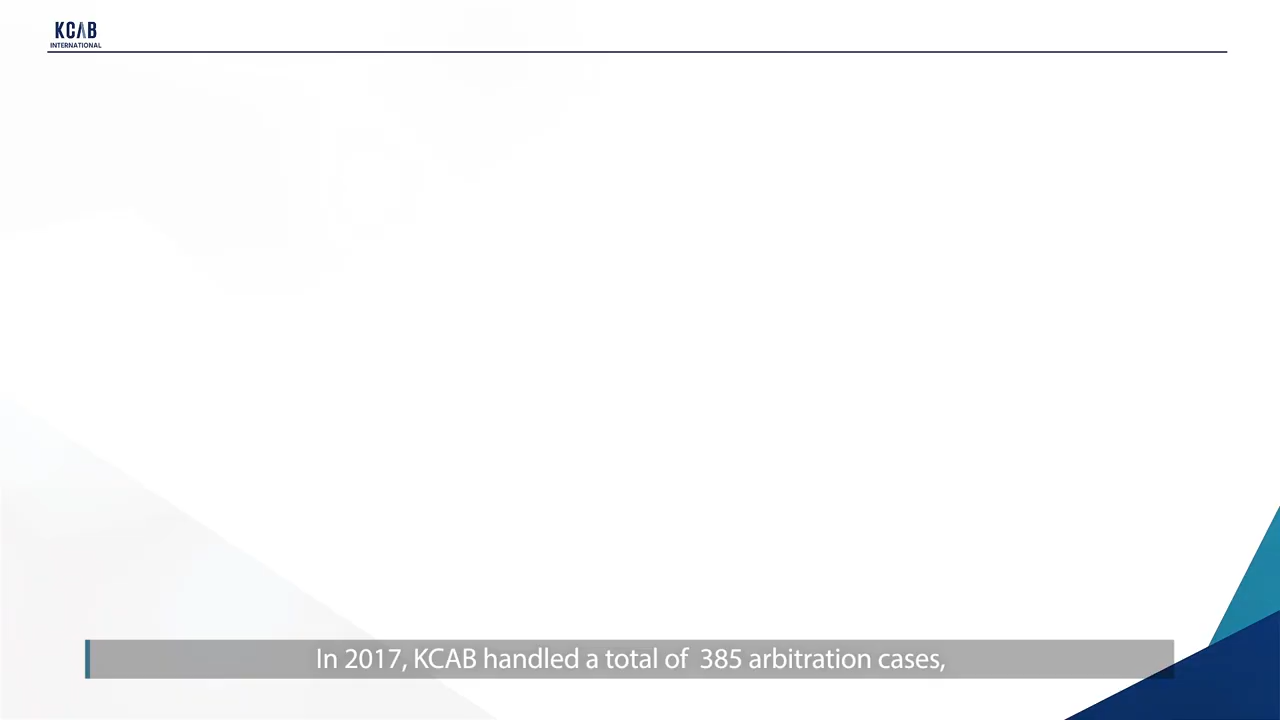 KCAB
INTERNATIONAL
In 2017, KCAB handled a total of  385 arbitration cases,